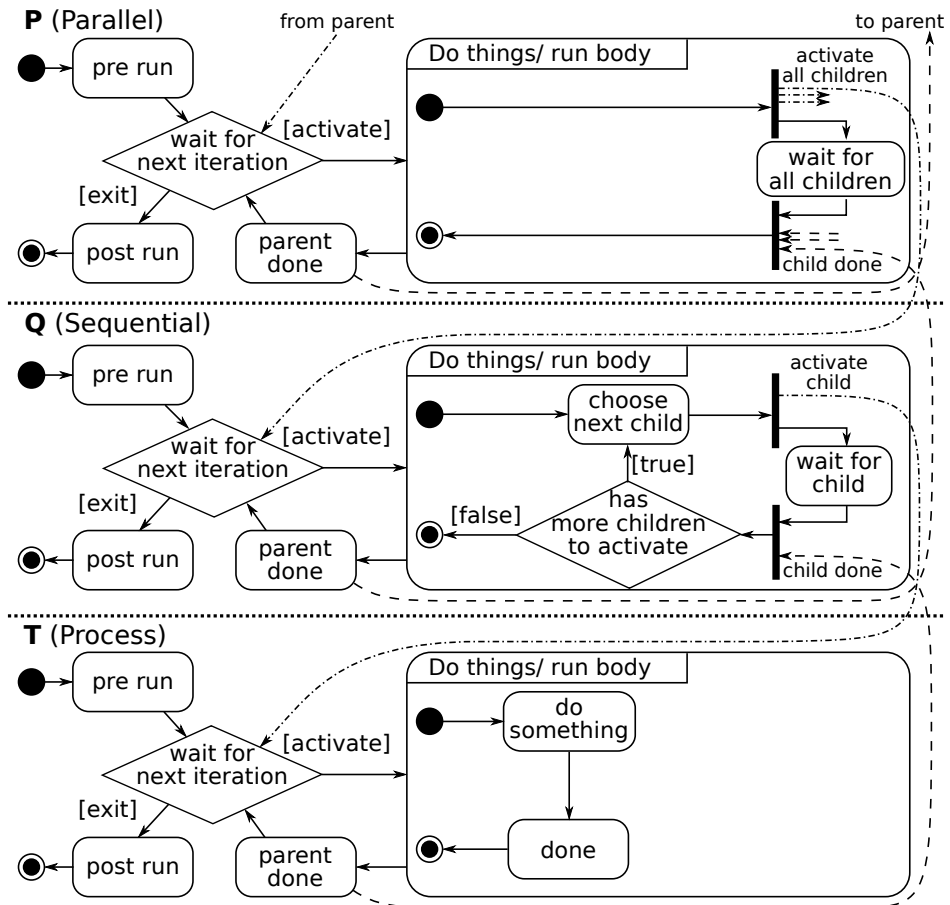 P (Parallel)
from parent
to parent
pre run
Do things/ run body
activate
all children
wait for
next iteration
[activate]
wait for
all children
[exit]
post run
parent
done
child done
Q (Sequential)
pre run
Do things/ run body
activate
child
choose
next child
wait for
next iteration
[activate]
wait for
child
[true]
[exit]
has
more children
to activate
[false]
post run
parent
done
child done
T (Process)
pre run
Do things/ run body
do
something
wait for
next iteration
[activate]
[exit]
post run
parent
done
done